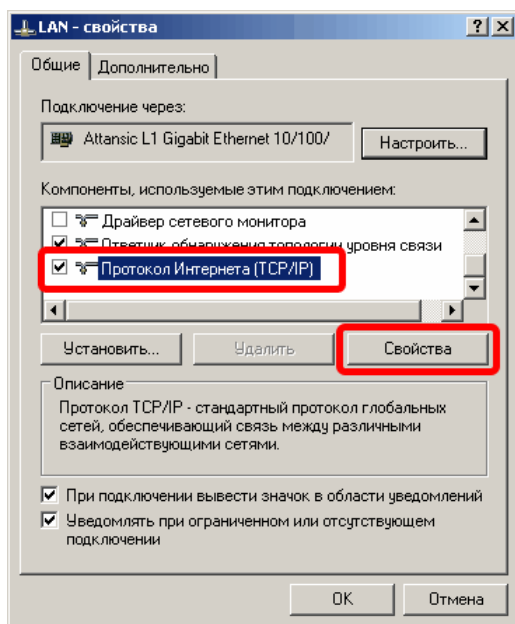 LAN - свойства
Общие
Дополнительно
Подключение через:
Attansic L1 Gigabit Ethernet 10/100/
Настроить...
Компоненты, используемые этим подключением:
Драйвер сетевого монитора
Ответчик обнаружения топологии уровня связи
Протокол Интернета (TCP/IP)
Установить...
Удалить
Свойства
Описание
Протокол TCP/IP - стандартный протокол глобальных
сетей, обеспечивающий связь между различными
взаимодействующими сетями.
При подключении вывести значок в области уведомлений
Уведомлять при ограниченном или отсутствующем
подключении
OK
Отмена